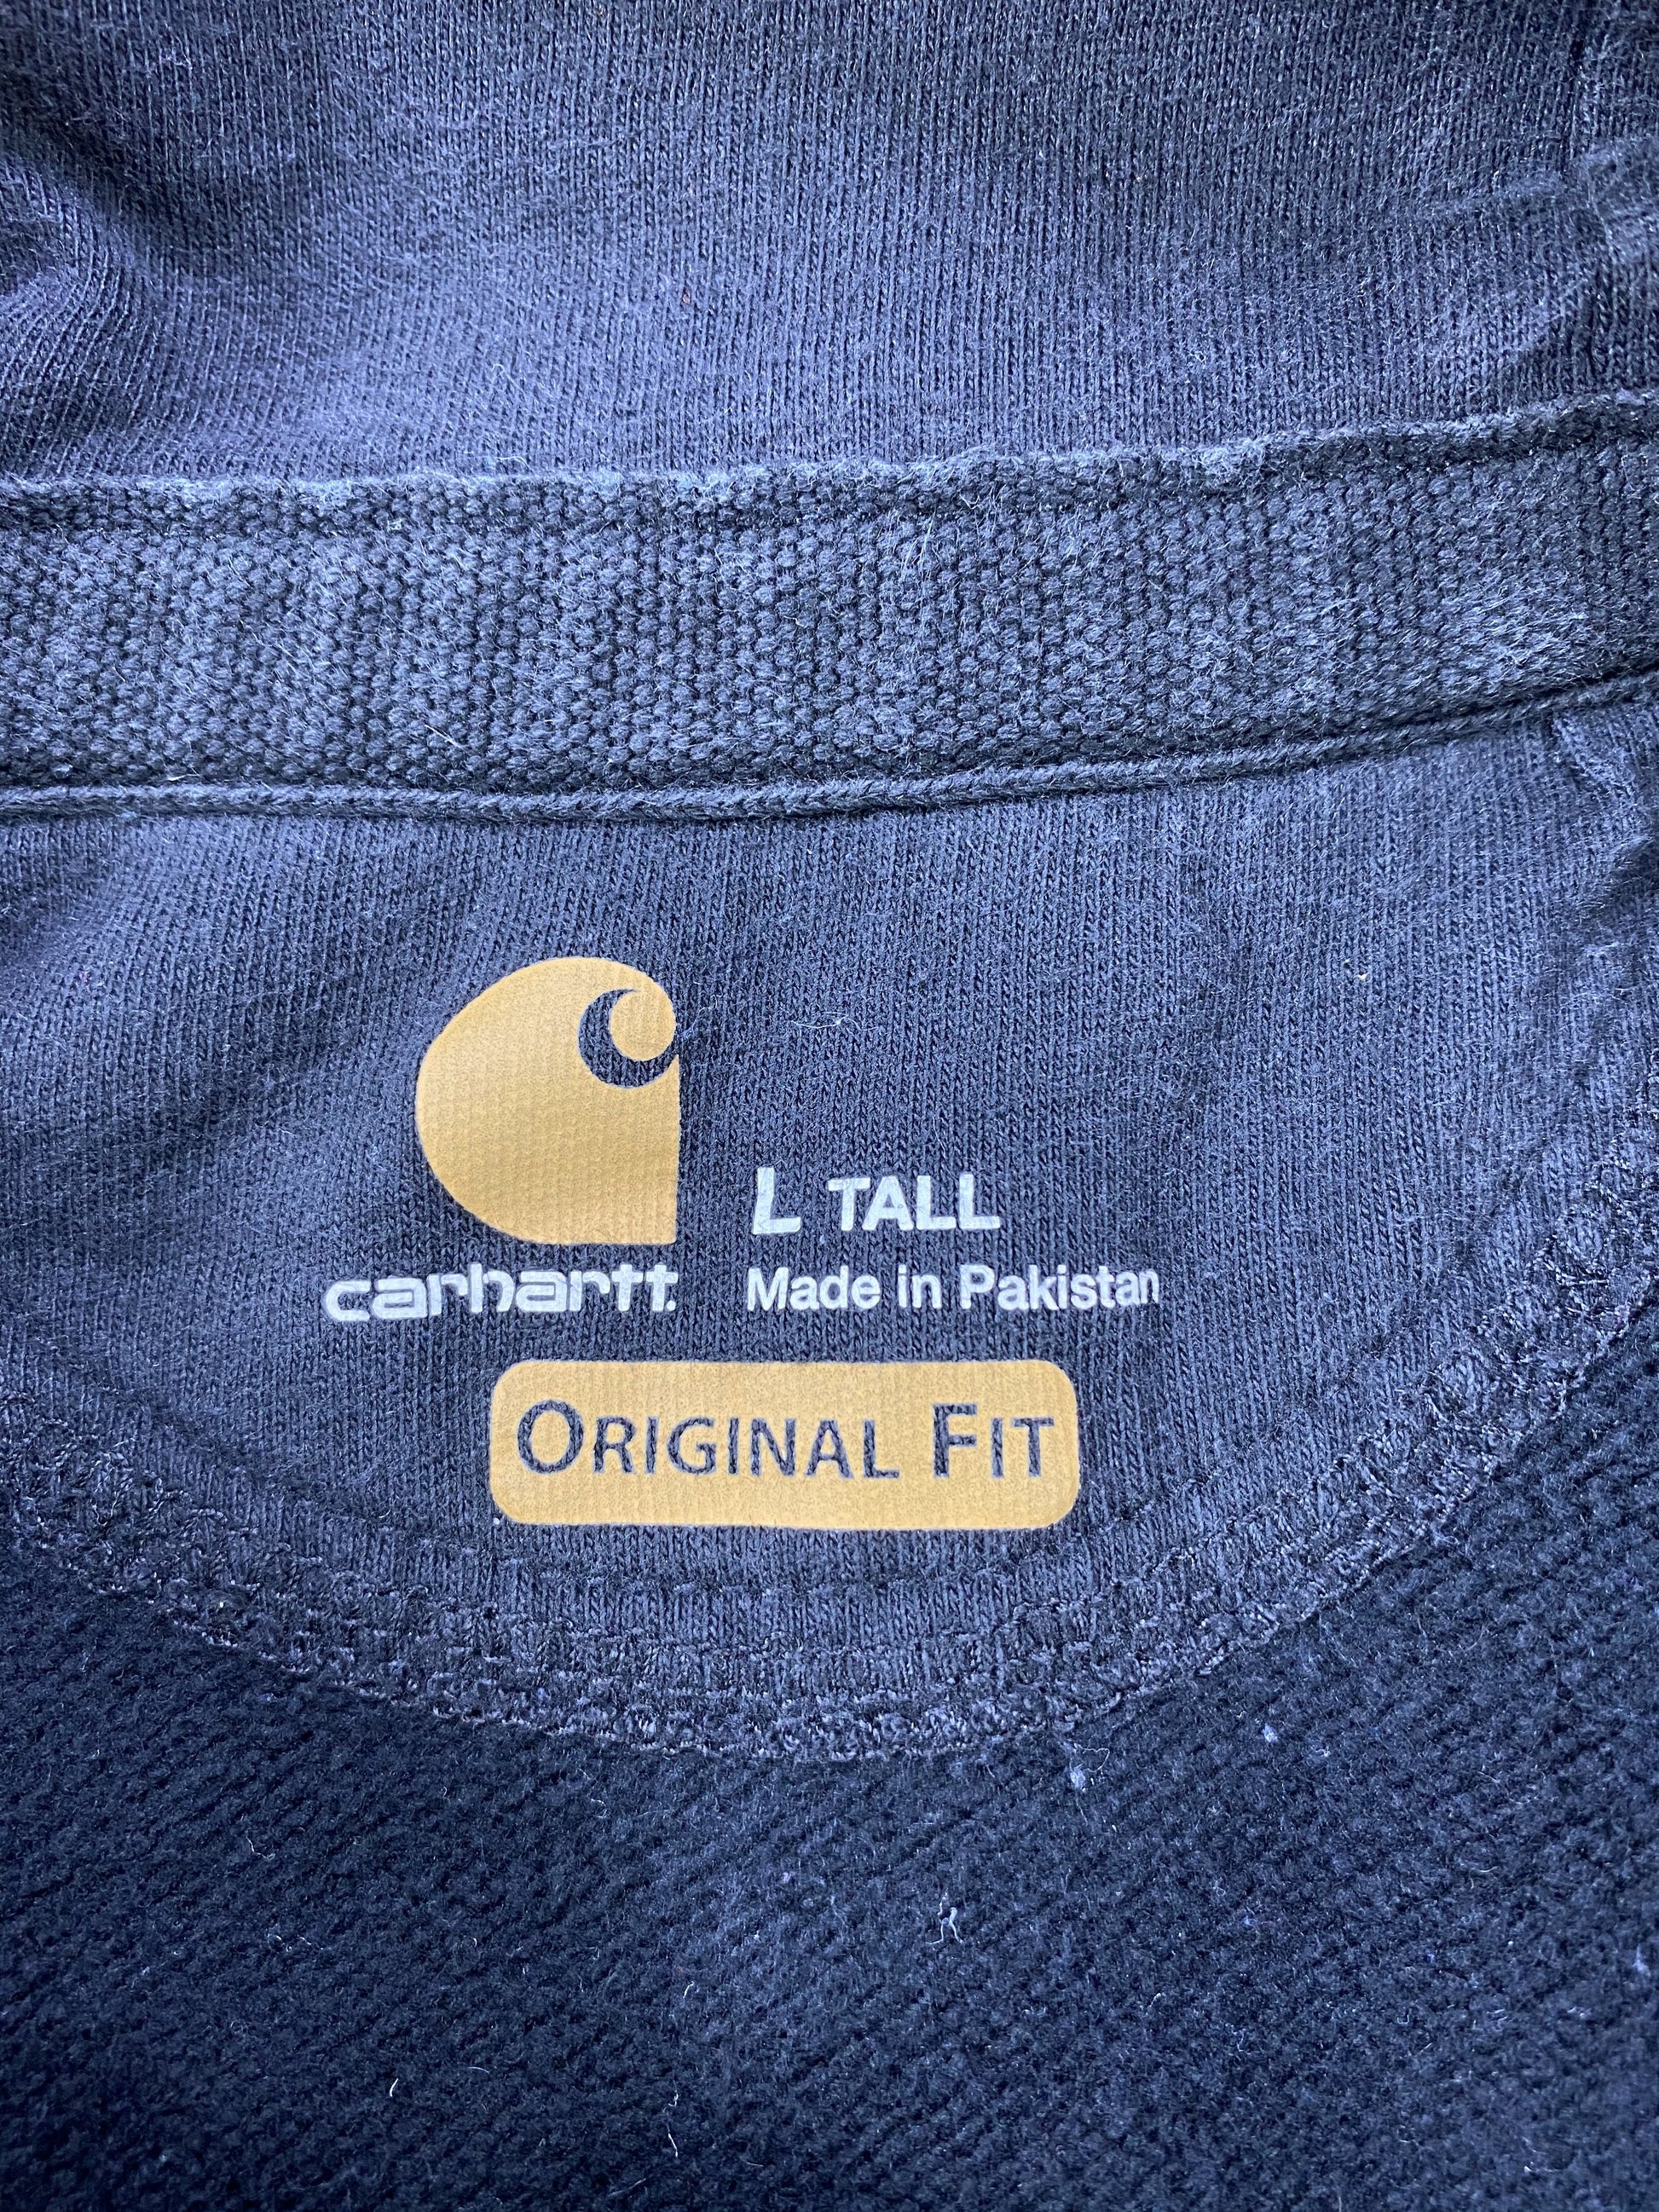 L TALL
carhartt.
Made in Pakistan
ORIGINAL FIT